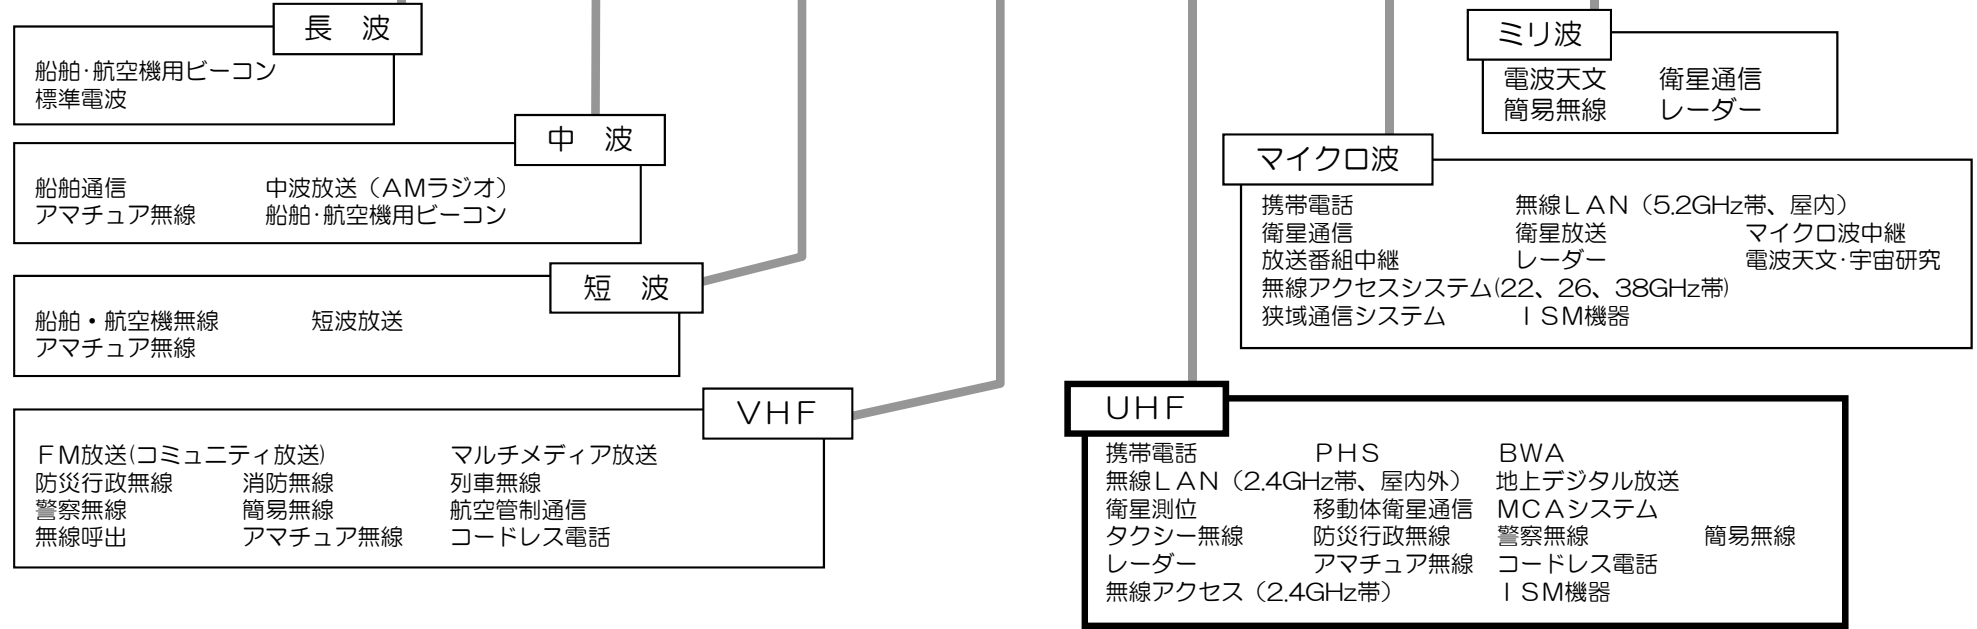 長　波
船舶･航空機用ビーコン
標準電波
中　波
船舶通信　中波放送（ＡＭラジオ）
アマチュア無線　船舶･航空機用ビーコン
短　波
船舶・航空機無線　短波放送
アマチュア無線
ＶＨＦ
ＦＭ放送(コミュニティ放送)　マルチメディア放送
防災行政無線　消防無線　列車無線
警察無線　簡易無線　航空管制通信
無線呼出　アマチュア無線　コードレス電話
ミリ波
電波天文　衛星通信
簡易無線　レーダー
マイクロ波
携帯電話　無線ＬＡＮ（5.2GHz帯、屋内）
衛星通信　衛星放送　マイクロ波中継
放送番組中継　レーダー　電波天文･宇宙研究
無線アクセスシステム(22、26、38GHz帯)
狭域通信システム　ＩＳＭ機器
ＵＨＦ
携帯電話　ＰＨＳ　ＢＷＡ
無線ＬＡＮ（2.4GHz帯、屋内外）　地上デジタル放送
衛星測位　移動体衛星通信　ＭＣＡシステム
タクシー無線　防災行政無線　警察無線　簡易無線
レーダー　アマチュア無線　コードレス電話
無線アクセス（2.4GHz帯）　ＩＳＭ機器